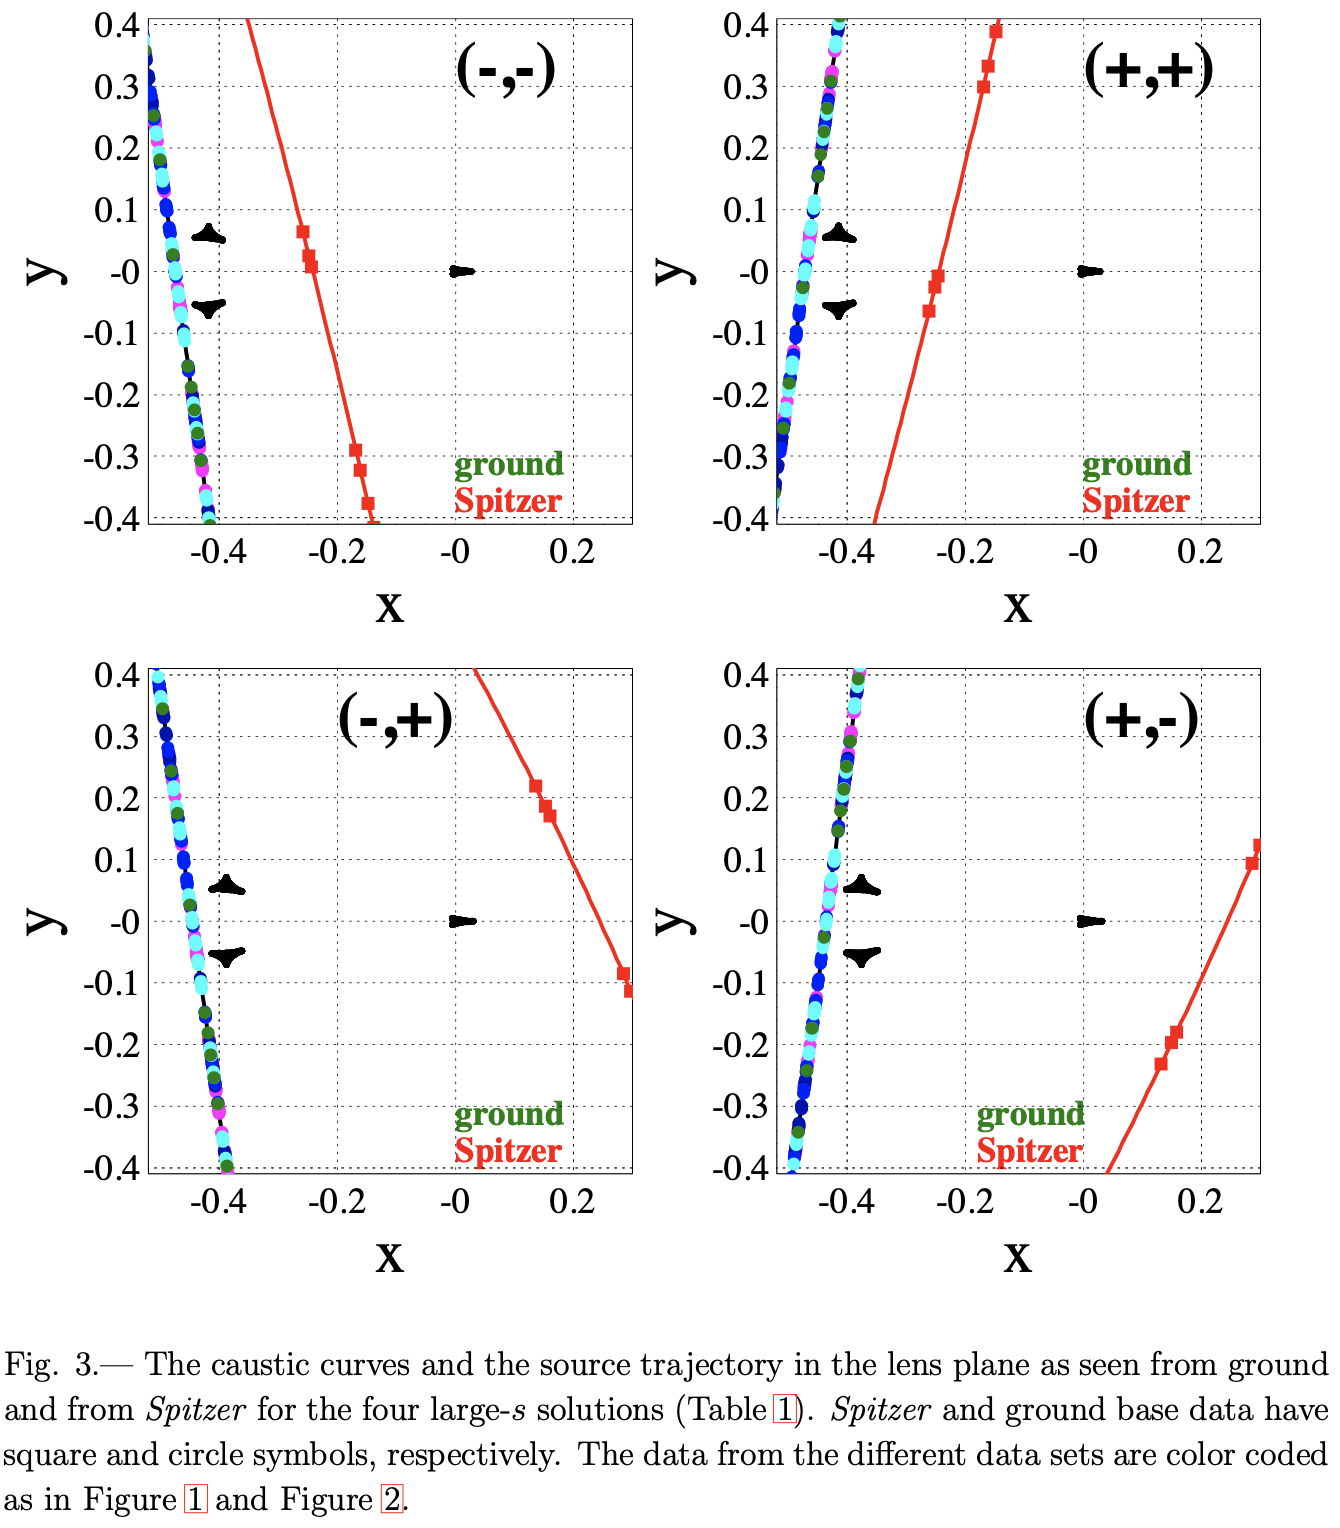 0.4
0.3
0.2
0.1
-0
-0.1
-0.2
-0.3
-0.4
y
(-,-)
ground
Spitzer
-0.4 -0.2 -0 0.2
x
0.4
0.3
0.2
0.1
-0
-0.1
-0.2
-0.3
-0.4
y
(+,+)
ground
Spitzer
-0.4 -0.2 -0 0.2
x
0.4
0.3
0.2
0.1
-0
-0.1
-0.2
-0.3
-0.4
y
(-,+)
ground
Spitzer
-0.4 -0.2 -0 0.2
x
0.4
0.3
0.2
0.1
-0
-0.1
-0.2
-0.3
-0.4
y
(+,-)
ground
Spitzer
-0.4 -0.2 -0 0.2
x
Fig. 3.— The caustic curves and the source trajectory in the lens plane as seen from ground
and from Spitzer for the four large-s solutions (Table 1). Spitzer and ground base data have
square and circle symbols, respectively. The data from the different data sets are color coded
as in Figure 1 and Figure 2.